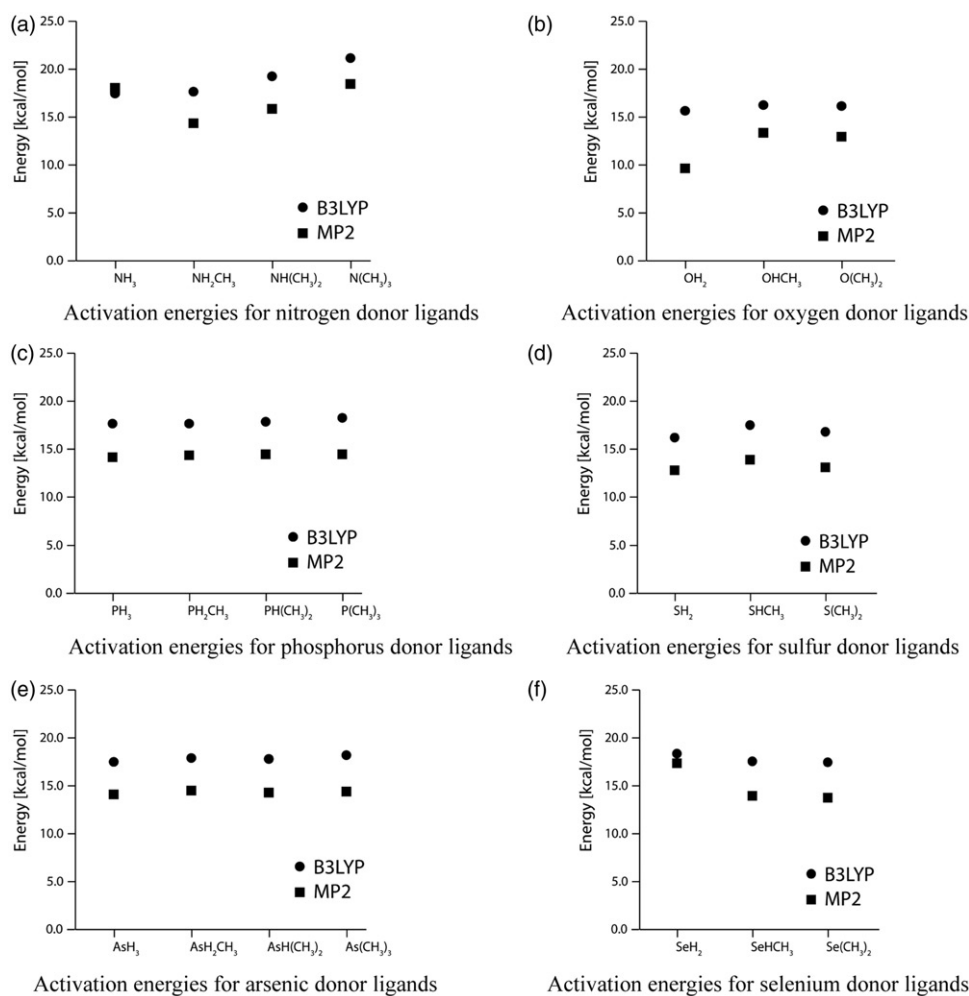 (a)
25.0
20.0
15.0
10.0
5.0
0.0
Energy [kcal/mol]
B3LYP
MP2
NH₃
NH₂CH₃
NH(CH₃)₂
N(CH₃)₃
Activation energies for nitrogen donor ligands
(b)
25.0
20.0
15.0
10.0
5.0
0.0
Energy [kcal/mol]
B3LYP
MP2
OH₂
OHCH₃
O(CH₃)₂
Activation energies for oxygen donor ligands
(c)
25.0
20.0
15.0
10.0
5.0
0.0
Energy [kcal/mol]
B3LYP
MP2
PH₃
PH₂CH₃
PH(CH₃)₂
P(CH₃)₃
Activation energies for phosphorus donor ligands
(d)
25.0
20.0
15.0
10.0
5.0
0.0
Energy [kcal/mol]
B3LYP
MP2
SH₂
SHCH₃
S(CH₃)₂
Activation energies for sulfur donor ligands
(e)
25.0
20.0
15.0
10.0
5.0
0.0
Energy [kcal/mol]
B3LYP
MP2
AsH₃
AsH₂CH₃
AsH(CH₃)₂
As(CH₃)₃
Activation energies for arsenic donor ligands
(f)
25.0
20.0
15.0
10.0
5.0
0.0
Energy [kcal/mol]
B3LYP
MP2
SeH₂
SeHCH₃
Se(CH₃)₂
Activation energies for selenium donor ligands